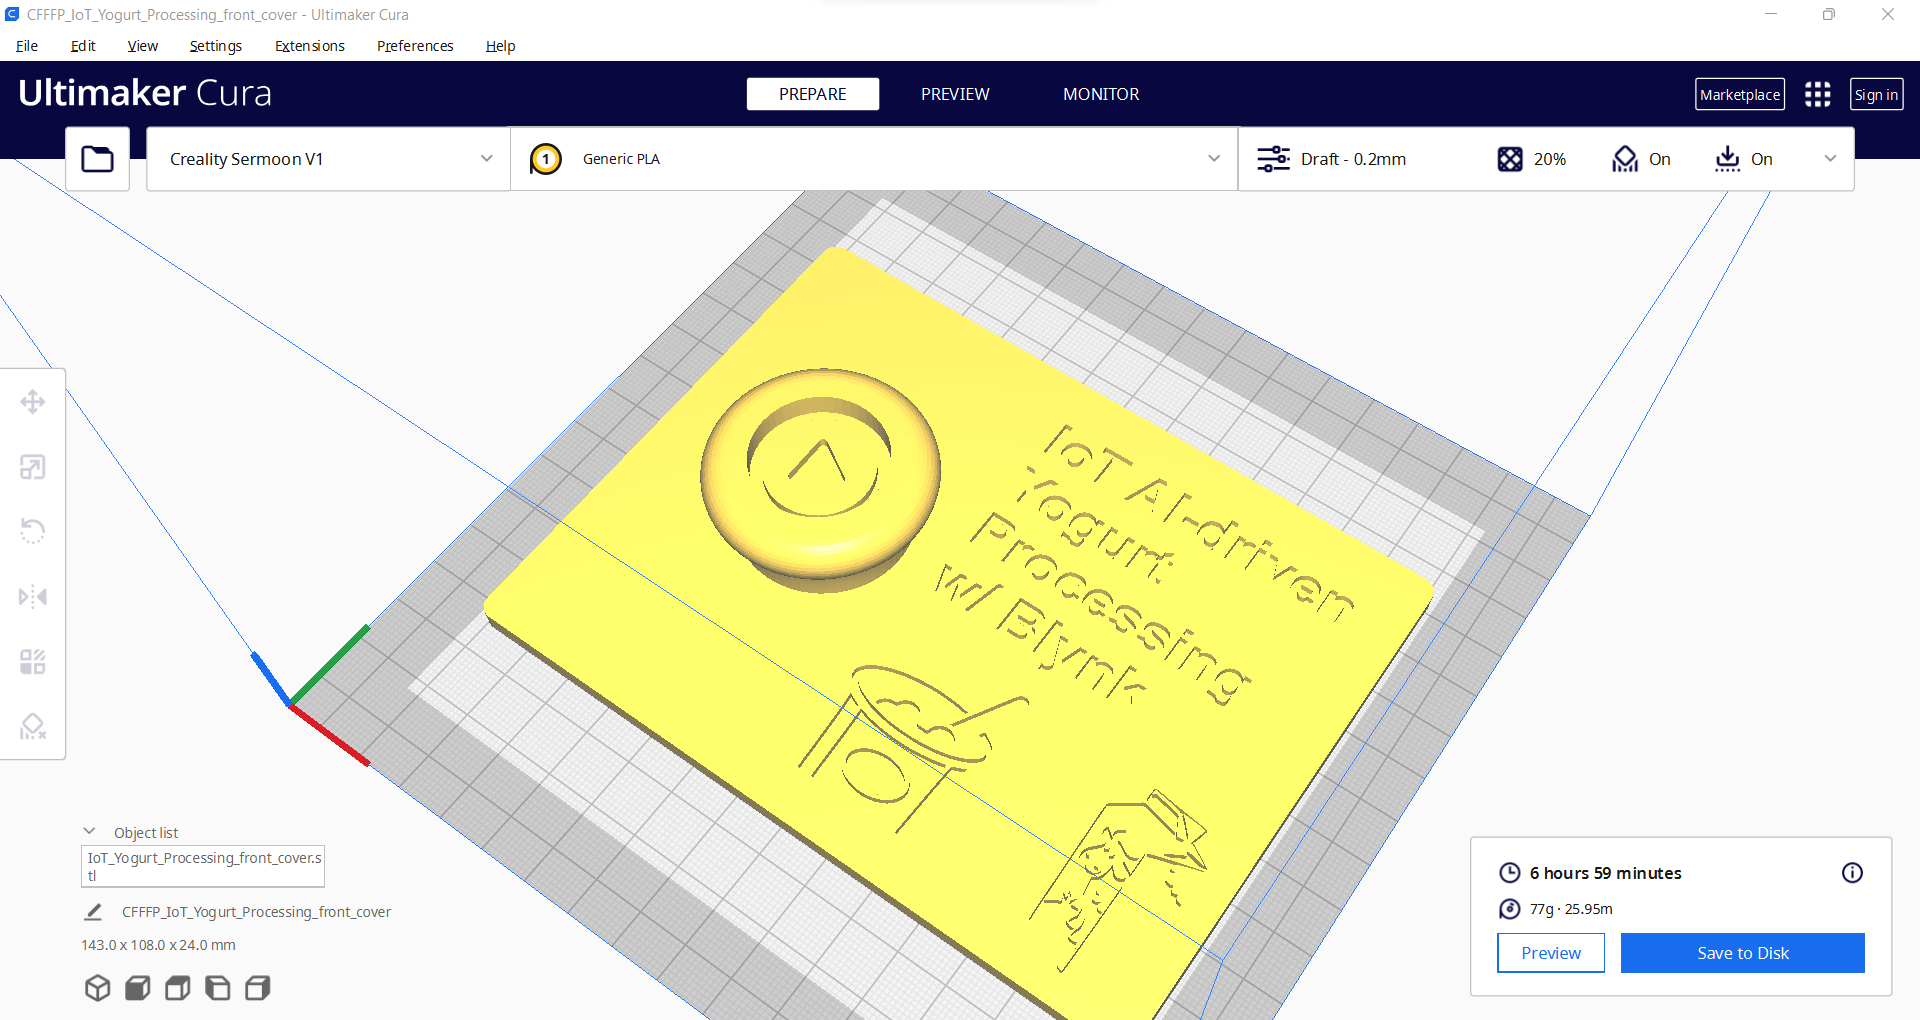 CFFFP_IoT_Yogurt_Processing_front_cover - Ultimaker Cura
File Edit View Settings Extensions Preferences Help
Ultimaker Cura
PREPARE PREVIEW MONITOR
Marketplace Sign in
Creality Sermoon V1
1 Generic PLA
Draft - 0.2mm 20% On On
IoT AI-driven
Yogurt
Processing
w/ Blynk
Object list
IoT_Yogurt_Processing_front_cover.s
tl
CFFFP_IoT_Yogurt_Processing_front_cover
143.0 x 108.0 x 24.0 mm
6 hours 59 minutes
77g · 25.95m
Preview Save to Disk